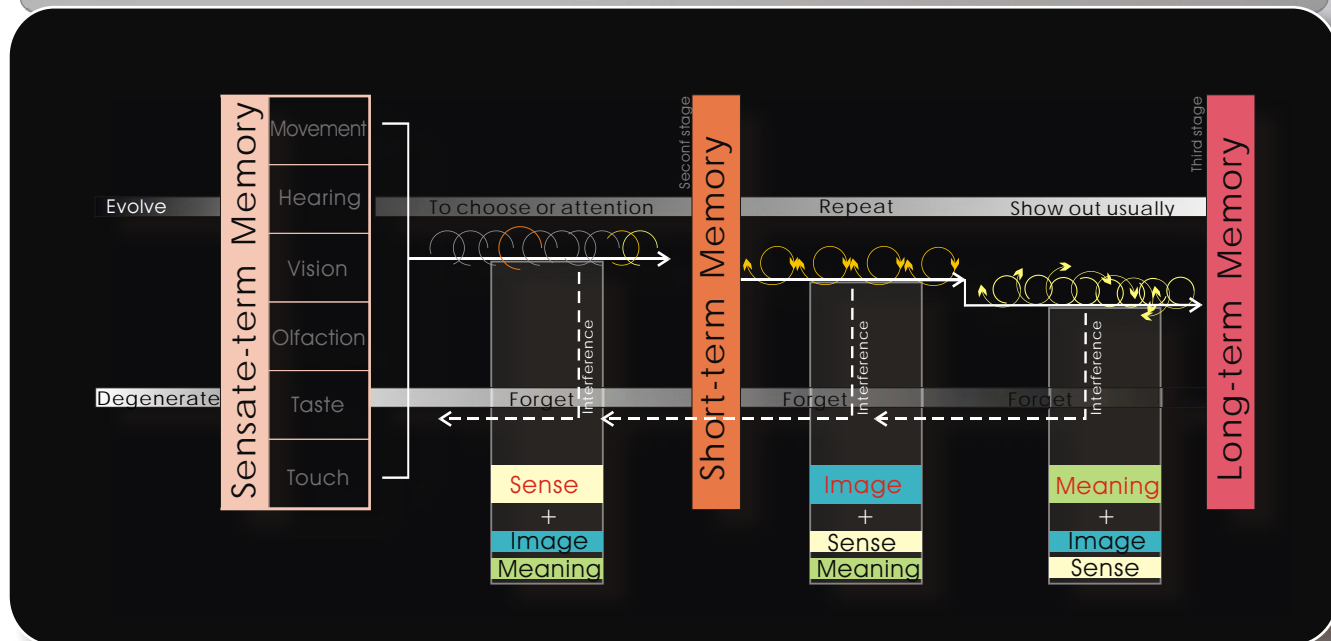 Sensate-term Memory
Movement
Hearing
Vision
Olfaction
Taste
Touch
Evolve
Degenerate
To choose or attention
Forget
Interference
Sense
+
Image
Meaning
Seconf stage
Short-term Memory
Repeat
Forget
Interference
Image
+
Sense
Meaning
Show out usually
Forget
Interference
Meaning
+
Image
Sense
Third stage
Long-term Memory